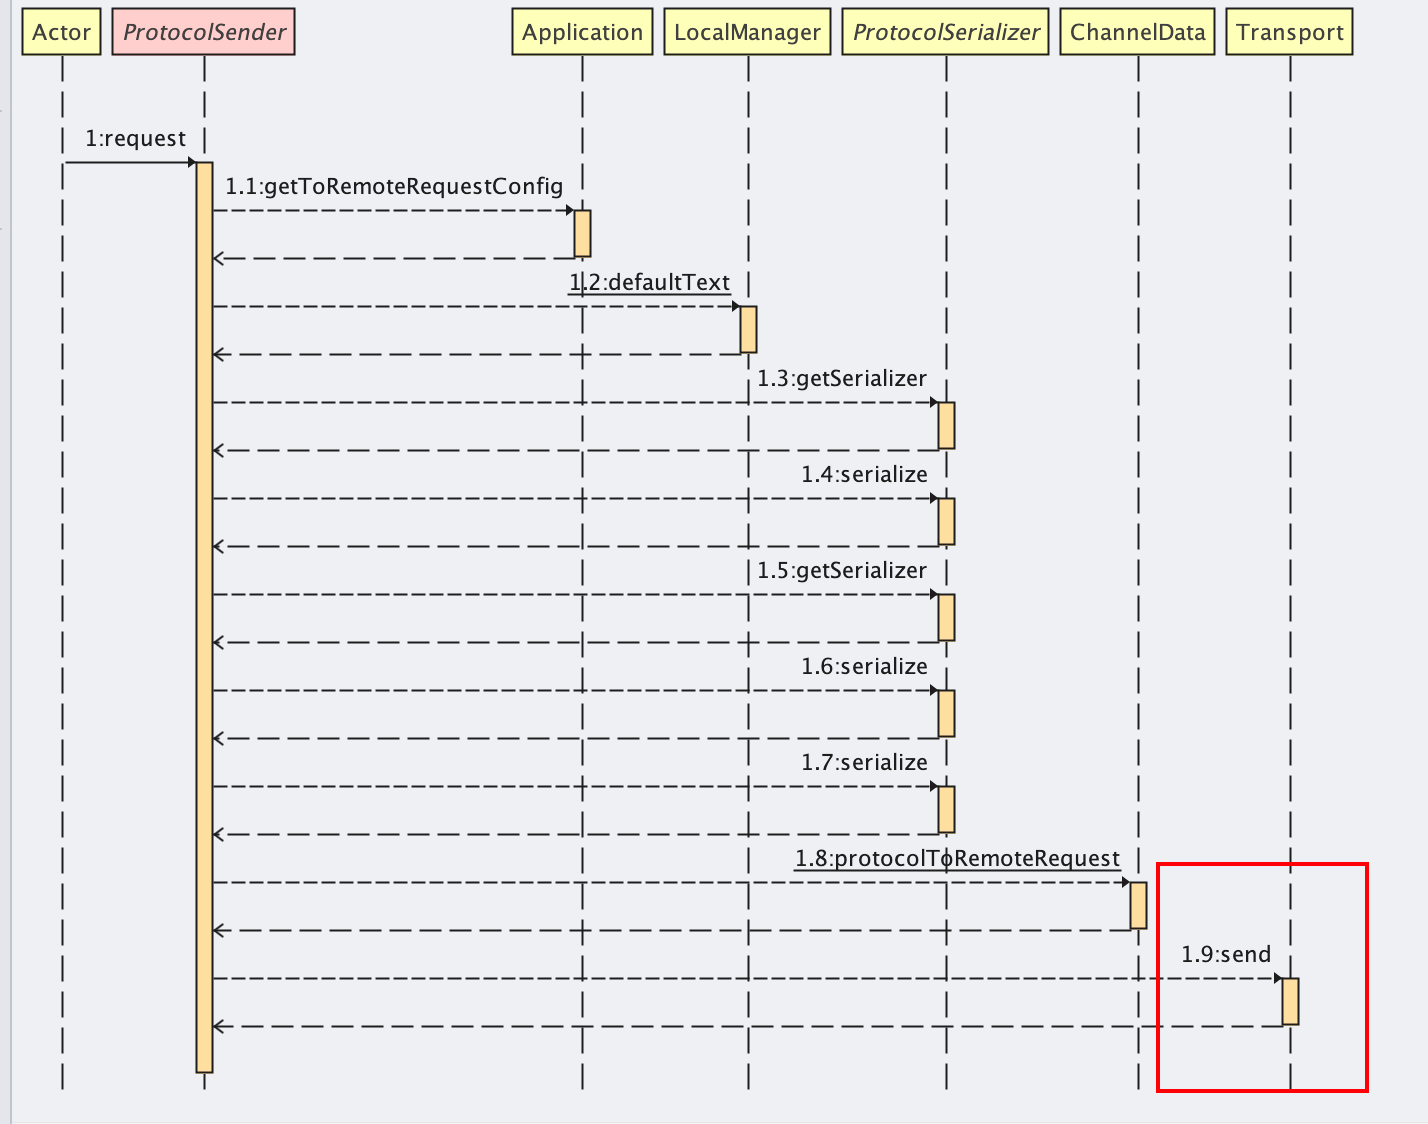 Actor
ProtocolSender
Application
LocalManager
ProtocolSerializer
ChannelData
Transport
1:request
1.1:getToRemoteRequestConfig
1.2:defaultText
1.3:getSerializer
1.4:serialize
1.5:getSerializer
1.6:serialize
1.7:serialize
1.8:protocolToRemoteRequest
1.9:send